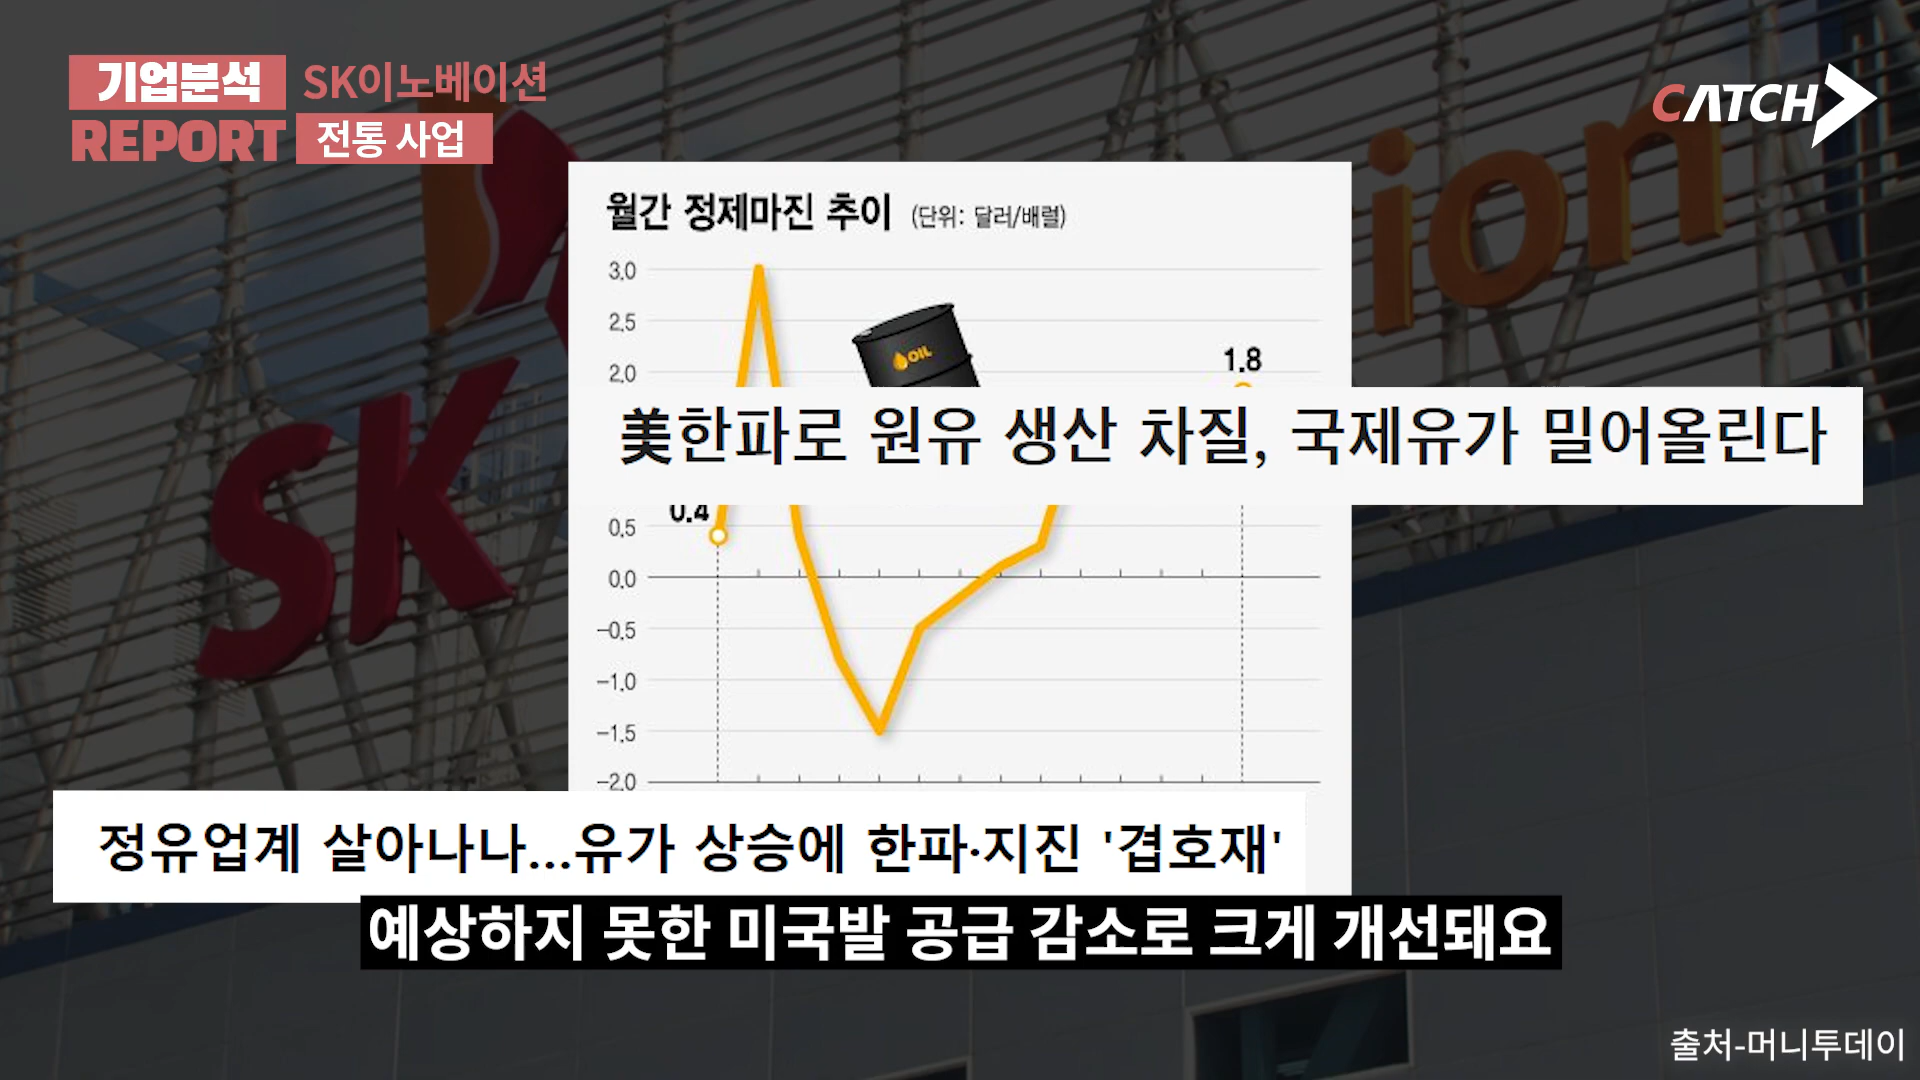 기업분석
REPORT
SK이노베이션
전통 사업
CATCH
SK
ion
월간 정제마진 추이 (단위: 달러/배럴)
3.0
2.5
2.0
OIL
1.8
美한파로 원유 생산 차질, 국제유가 밀어올린다
0.4
0.5
0.0
-0.5
-1.0
-1.5
-2.0
정유업계 살아나나...유가 상승에 한파·지진 '겹호재'
예상하지 못한 미국발 공급 감소로 크게 개선돼요
출처-머니투데이